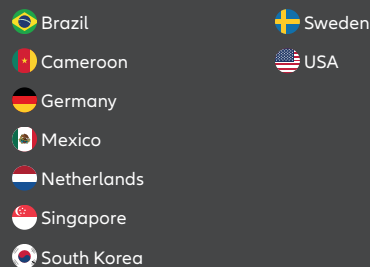 Brazil
Cameroon
Germany
Mexico
Netherlands
Singapore
South Korea
Sweden
USA